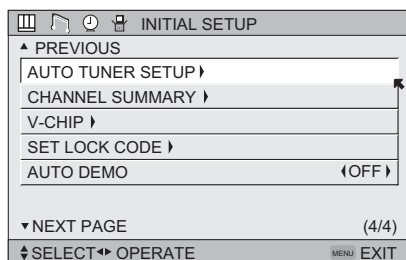 INITIAL SETUP
▲ PREVIOUS
AUTO TUNER SETUP
CHANNEL SUMMARY
V-CHIP
SET LOCK CODE
AUTO DEMO OFF
▼NEXT PAGE (4/4)
SELECT OPERATE MENU EXIT